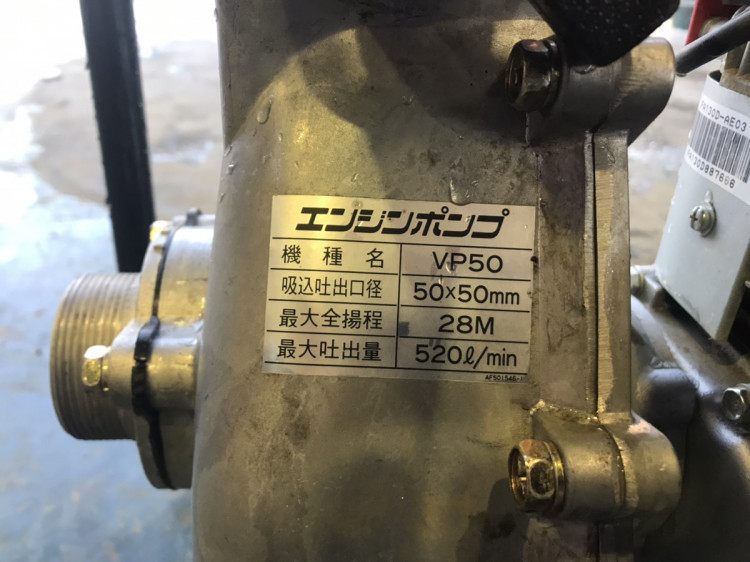 エンジンポンプ
機種名 VP50
吸込吐出口径 50×50mm
最大全揚程 28M
最大吐出量 520ℓ/min